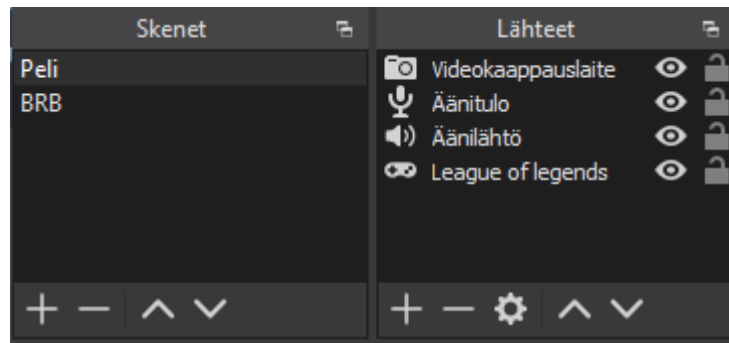 Skenet
Peli
BRB
Lähteet
Videokaappauslaite
Äänitulo
Äänilähtö
League of legends